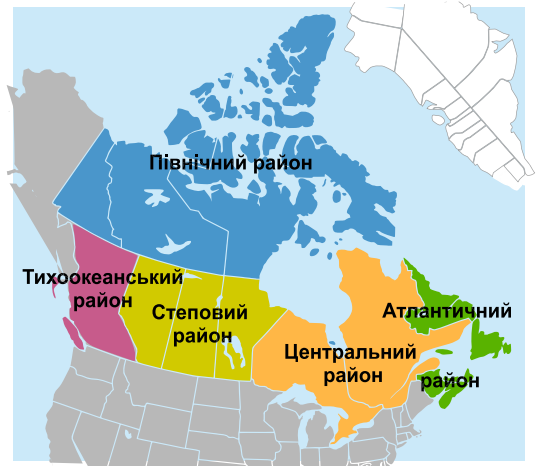 Північний район
Тихоокеанський
район
Степовий
район
Атлантичний
Центральний
район
район